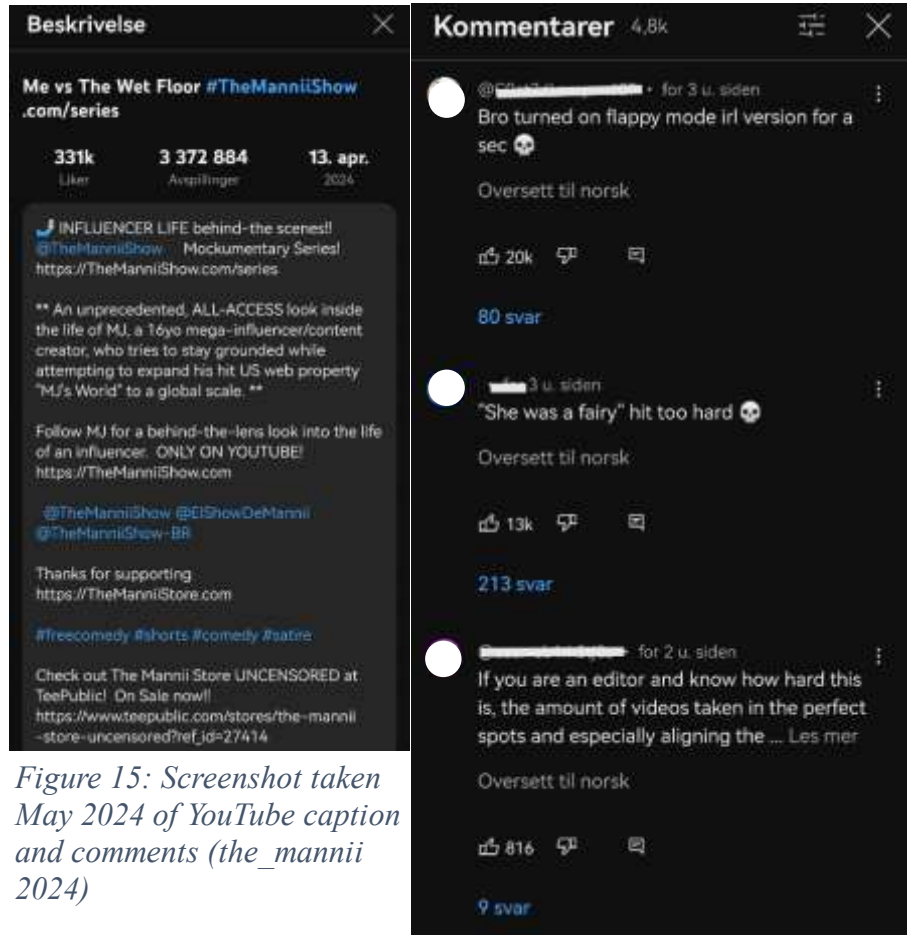 Beskrivelse
Me vs The Wet Floor #TheManniiShow
.com/series
331k 3 372 884 13. apr.
Liker Avspillinger 2024
INFLUENCER LIFE behind-the scenes!!
@TheManniiShow Mockumentary Series!
https://TheManniiShow.com/series
** An unprecedented, ALL-ACCESS look inside
the life of MJ, a 16yo mega-influencer/content
creator, who tries to stay grounded while
attempting to expand his hit US web property
"MJ's World" to a global scale. **
Follow MJ for a behind-the-lens look into the life
of an influencer. ONLY ON YOUTUBE!
https://TheManniiShow.com
@TheManniiShow @ElShowDeMannii
@TheManniiShow-BR
Thanks for supporting
https://TheManniiStore.com
#freecomedy #shorts #comedy #satire
Check out The Mannii Store UNCENSORED at
TeePublic! On Sale now!!
https://www.teepublic.com/stores/the-mannii
-store-uncensored?ref_id=27414
Figure 15: Screenshot taken
May 2024 of YouTube caption
and comments (the_mannii
2024)
Kommentarer 4,8k
• for 3 u. siden
Bro turned on flappy mode irl version for a
sec 💀
Oversett til norsk
20k
80 svar
3 u. siden
"She was a fairy" hit too hard 💀
Oversett til norsk
13k
213 svar
for 2 u. siden
If you are an editor and know how hard this
is, the amount of videos taken in the perfect
spots and especially aligning the ... Les mer
Oversett til norsk
816
9 svar